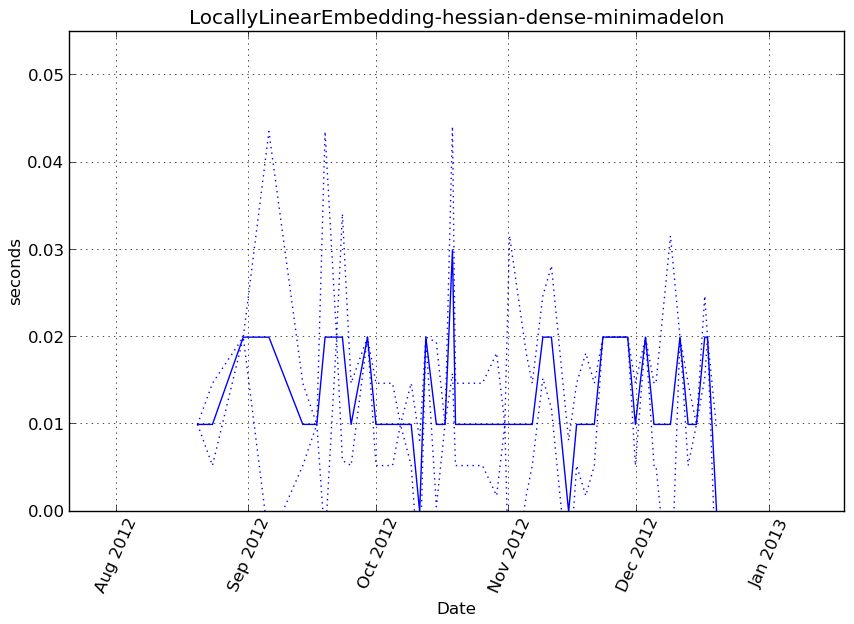 LocallyLinearEmbedding-hessian-dense-minimadelon
0.05
0.04
0.03
0.02
0.01
0.00
seconds
Aug 2012
Sep 2012
Oct 2012
Nov 2012
Dec 2012
Jan 2013
Date